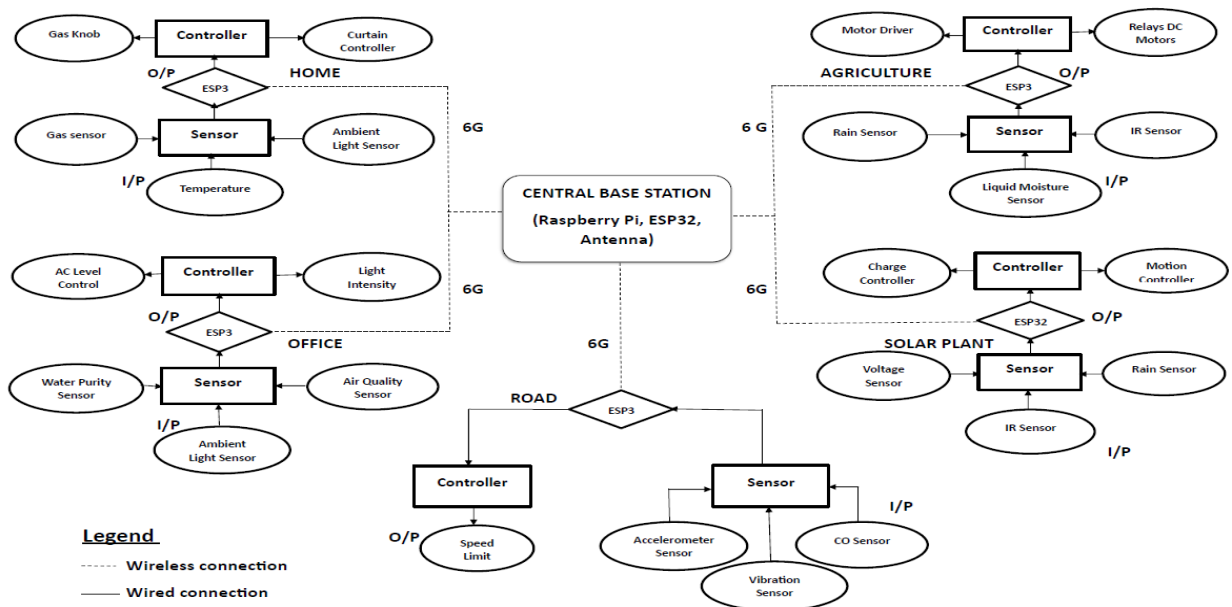 Gas Knob
Controller
Curtain
Controller
O/P
HOME
ESP3
Gas sensor
Sensor
Ambient
Light Sensor
I/P
Temperature
6G
Motor Driver
Controller
Relays DC
Motors
AGRICULTURE
O/P
ESP3
6 G
Rain Sensor
Sensor
IR Sensor
Liquid Moisture
Sensor
I/P
CENTRAL BASE STATION
(Raspberry Pi, ESP32,
Antenna)
AC Level
Control
Controller
Light
Intensity
6G
O/P
ESP3
OFFICE
Water Purity
Sensor
Sensor
Air Quality
Sensor
I/P
Ambient
Light Sensor
Charge
Controller
Controller
Motion
Controller
6G
ESP32
O/P
SOLAR PLANT
Voltage
Sensor
Sensor
Rain Sensor
IR Sensor
I/P
6G
ROAD
ESP3
Controller
Sensor
I/P
O/P
Speed
Limit
Accelerometer
Sensor
CO Sensor
Vibration
Sensor
Legend
Wireless connection
Wired connection